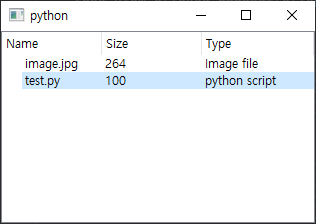 python
Name Size Type
image.jpg 264 Image file
test.py 100 python script